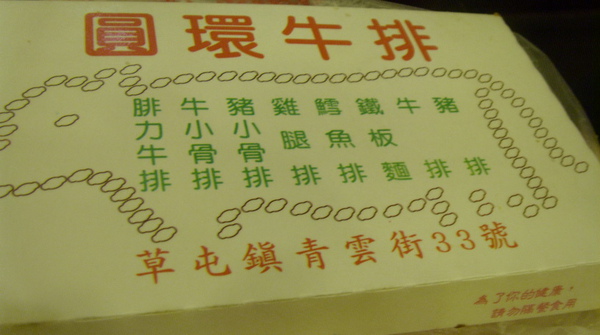 圓環牛排
腓力牛排
牛小骨排
豬小骨排
雞腿排
鱈魚排
鐵板麵
牛排
豬排
草屯鎮青雲街33號
為了你的健康，
請勿隔餐食用